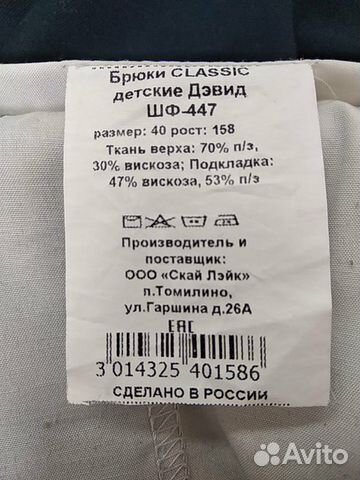 Брюки CLASSIC
детские Дэвид
ШФ-447
размер: 40 рост: 158
Ткань верха: 70% п/э,
30% вискоза; Подкладка:
47% вискоза, 53% п/э
Производитель и
поставщик:
ООО «Скай Лэйк»
п.Томилино,
ул.Гаршина д.26А
ЕАС
3 014325 401586
СДЕЛАНО В РОССИИ
Avito